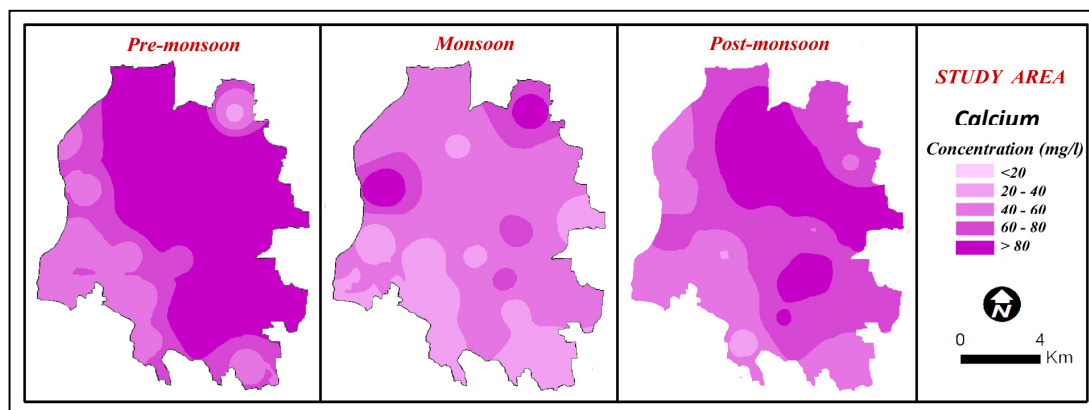 Pre-monsoon
Monsoon
Post-monsoon
STUDY AREA
Calcium
Concentration (mg/l)
<20
20 - 40
40 - 60
60 - 80
> 80
N
0 4
Km